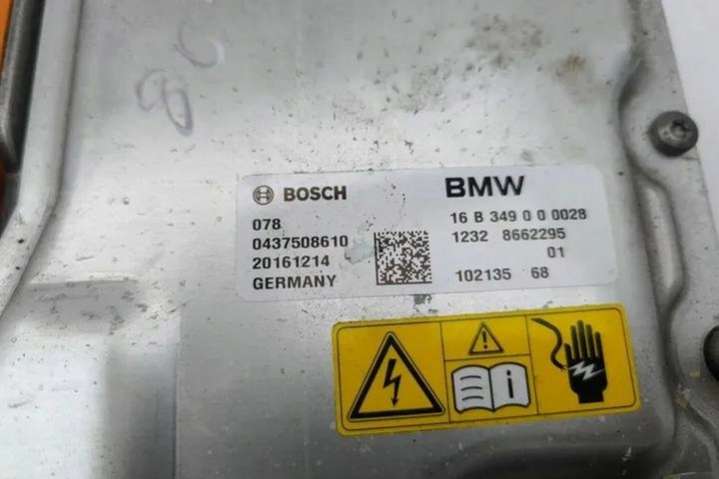 BOSCH
078
0437508610
20161214
GERMANY
BMW
16 B 349 0 0 0028
1232 8662295
01
102135 68
i